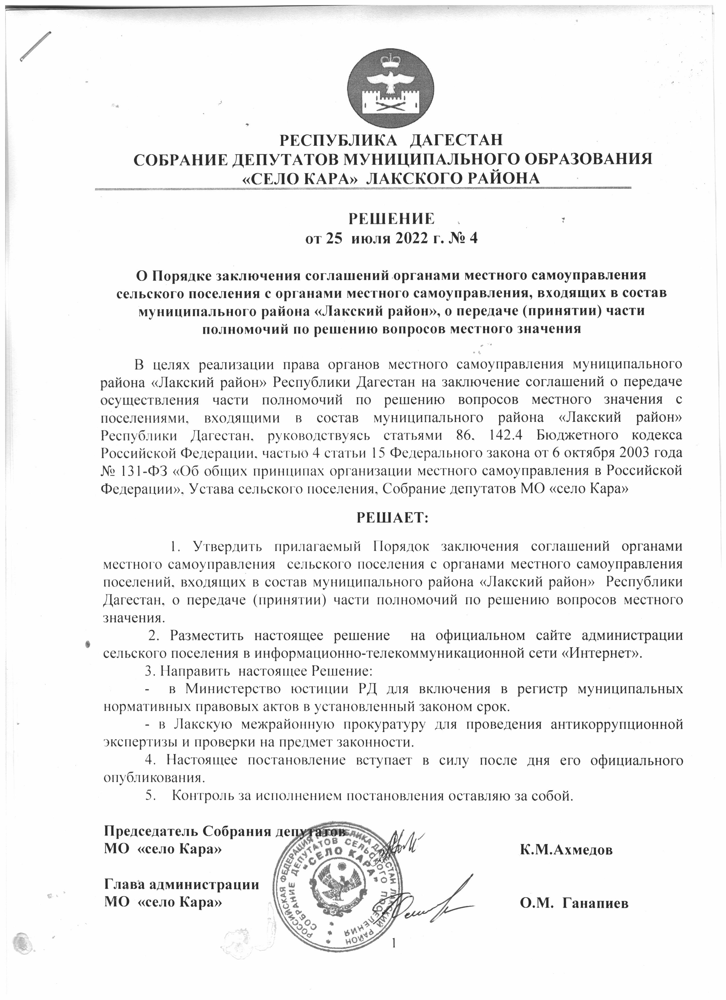 РЕСПУБЛИКА ДАГЕСТАН
СОБРАНИЕ ДЕПУТАТОВ МУНИЦИПАЛЬНОГО ОБРАЗОВАНИЯ
«СЕЛО КАРА» ЛАКСКОГО РАЙОНА
РЕШЕНИЕ
от 25 июля 2022 г. № 4
О Порядке заключения соглашений органами местного самоуправления
сельского поселения с органами местного самоуправления, входящих в состав
муниципального района «Лакский район», о передаче (принятии) части
полномочий по решению вопросов местного значения
В целях реализации права органов местного самоуправления муниципального
района «Лакский район» Республики Дагестан на заключение соглашений о передаче
осуществления части полномочий по решению вопросов местного значения с
поселениями, входящими в состав муниципального района «Лакский район»
Республики Дагестан, руководствуясь статьями 86, 142.4 Бюджетного кодекса
Российской Федерации, частью 4 статьи 15 Федерального закона от 6 октября 2003 года
№ 131-ФЗ «Об общих принципах организации местного самоуправления в Российской
Федерации», Устава сельского поселения, Собрание депутатов МО «село Кара»
РЕШАЕТ:
1. Утвердить прилагаемый Порядок заключения соглашений органами
местного самоуправления сельского поселения с органами местного самоуправления
поселений, входящих в состав муниципального района «Лакский район» Республики
Дагестан, о передаче (принятии) части полномочий по решению вопросов местного
значения.
2. Разместить настоящее решение на официальном сайте администрации
сельского поселения в информационно-телекоммуникационной сети «Интернет».
3. Направить настоящее Решение:
- в Министерство юстиции РД для включения в регистр муниципальных
нормативных правовых актов в установленный законом срок.
- в Лакскую межрайонную прокуратуру для проведения антикоррупционной
экспертизы и проверки на предмет законности.
4. Настоящее постановление вступает в силу после дня его официального
опубликования.
5. Контроль за исполнением постановления оставляю за собой.
Председатель Собрания депутатов
МО «село Кара» К.М.Ахмедов
Глава администрации
МО «село Кара» О.М. Ганапиев
РОССИЙСКАЯ ФЕДЕРАЦИЯ РЕСПУБЛИКА ДАГЕСТАН ЛАКСКИЙ РАЙОН
СОБРАНИЕ ДЕПУТАТОВ СЕЛЬСКОГО ПОСЕЛЕНИЯ
"СЕЛО КАРА"
1